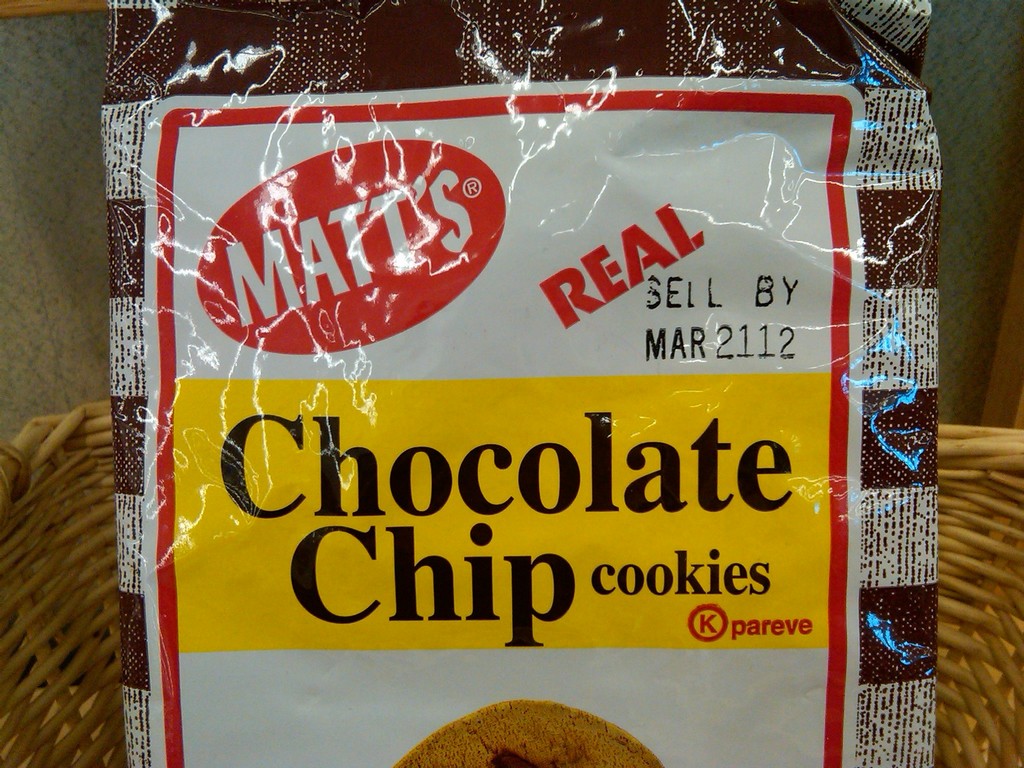 MATT'S®
REAL
SELL BY
MAR 2112
Chocolate
Chip cookies
K pareve